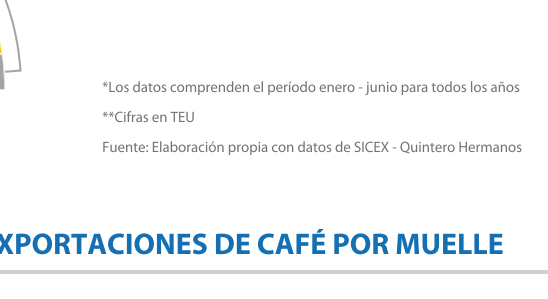 *Los datos comprenden el período enero - junio para todos los años
**Cifras en TEU
Fuente: Elaboración propia con datos de SICEX - Quintero Hermanos
XPORTACIONES DE CAFÉ POR MUELLE